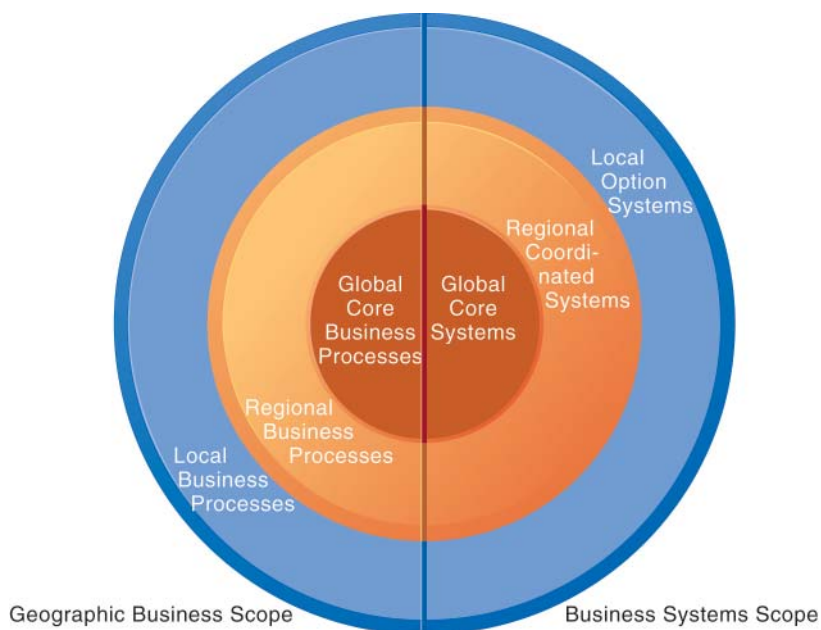 Local
Option
Systems
Regional
Coordi-
nated
Systems
Global
Core
Business
Processes
Global
Core
Systems
Regional
Business
Processes
Local
Business
Processes
Geographic Business Scope
Business Systems Scope